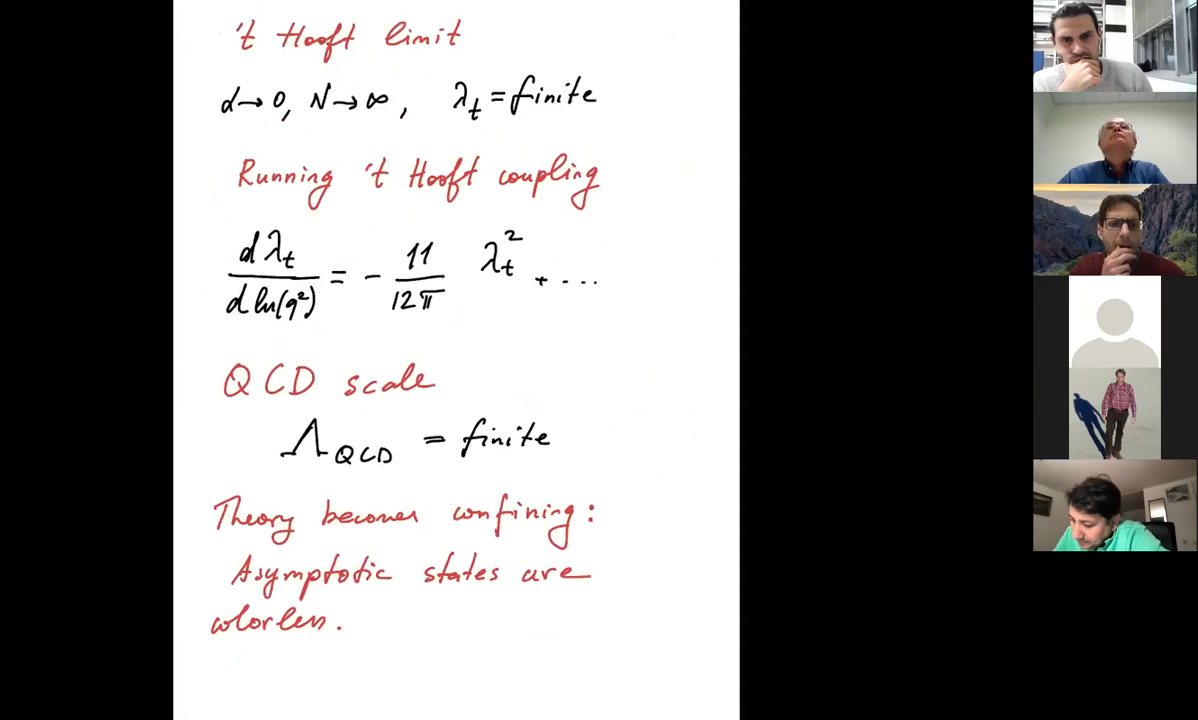 't Hooft limit
α→0, N→∞, λₜ = finite
Running 't Hooft coupling
dλₜ / d ln(q²) = - 11 / 12π λₜ² + ...
QCD scale
Λ_QCD = finite
Theory becomes confining:
Asymptotic states are
colorless.